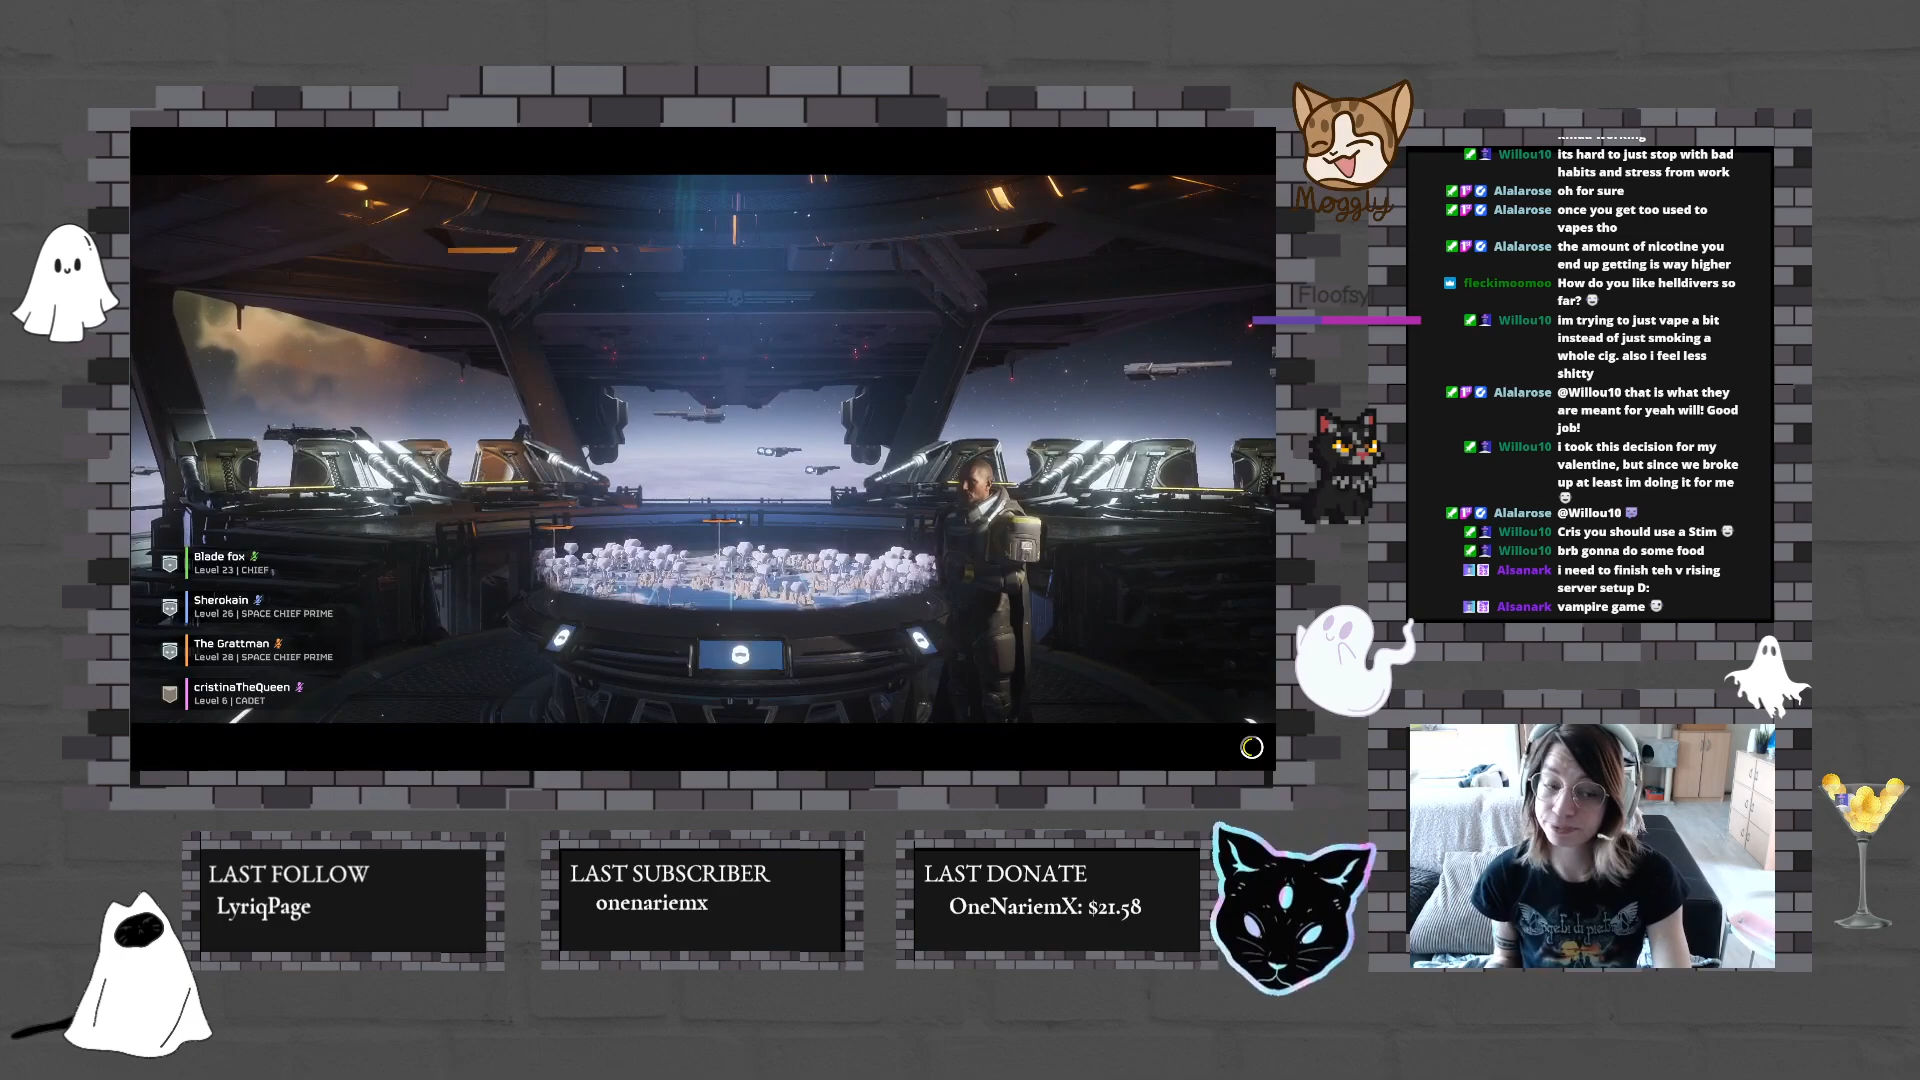 Blade fox
Level 23 | CHIEF
Sherokain
Level 26 | SPACE CHIEF PRIME
The Grattman
Level 28 | SPACE CHIEF PRIME
cristinaTheQueen
Level 6 | CADET
Moggly
Floofsy
Willou10 its hard to just stop with bad
habits and stress from work
Alalarose oh for sure
Alalarose once you get too used to
vapes tho
Alalarose the amount of nicotine you
end up getting is way higher
fleckimoomoo How do you like helldivers so
far?
Willou10 im trying to just vape a bit
instead of just smoking a
whole cig. also i feel less
shitty
Alalarose @Willou10 that is what they
are meant for yeah will! Good
job!
Willou10 i took this decision for my
valentine, but since we broke
up at least im doing it for me
Alalarose @Willou10
Willou10 Cris you should use a Stim
Willou10 brb gonna do some food
Alsanark i need to finish teh v rising
server setup D:
Alsanark vampire game
LAST FOLLOW
LyriqPage
LAST SUBSCRIBER
onenariemx
LAST DONATE
OneNariemX: $21.58